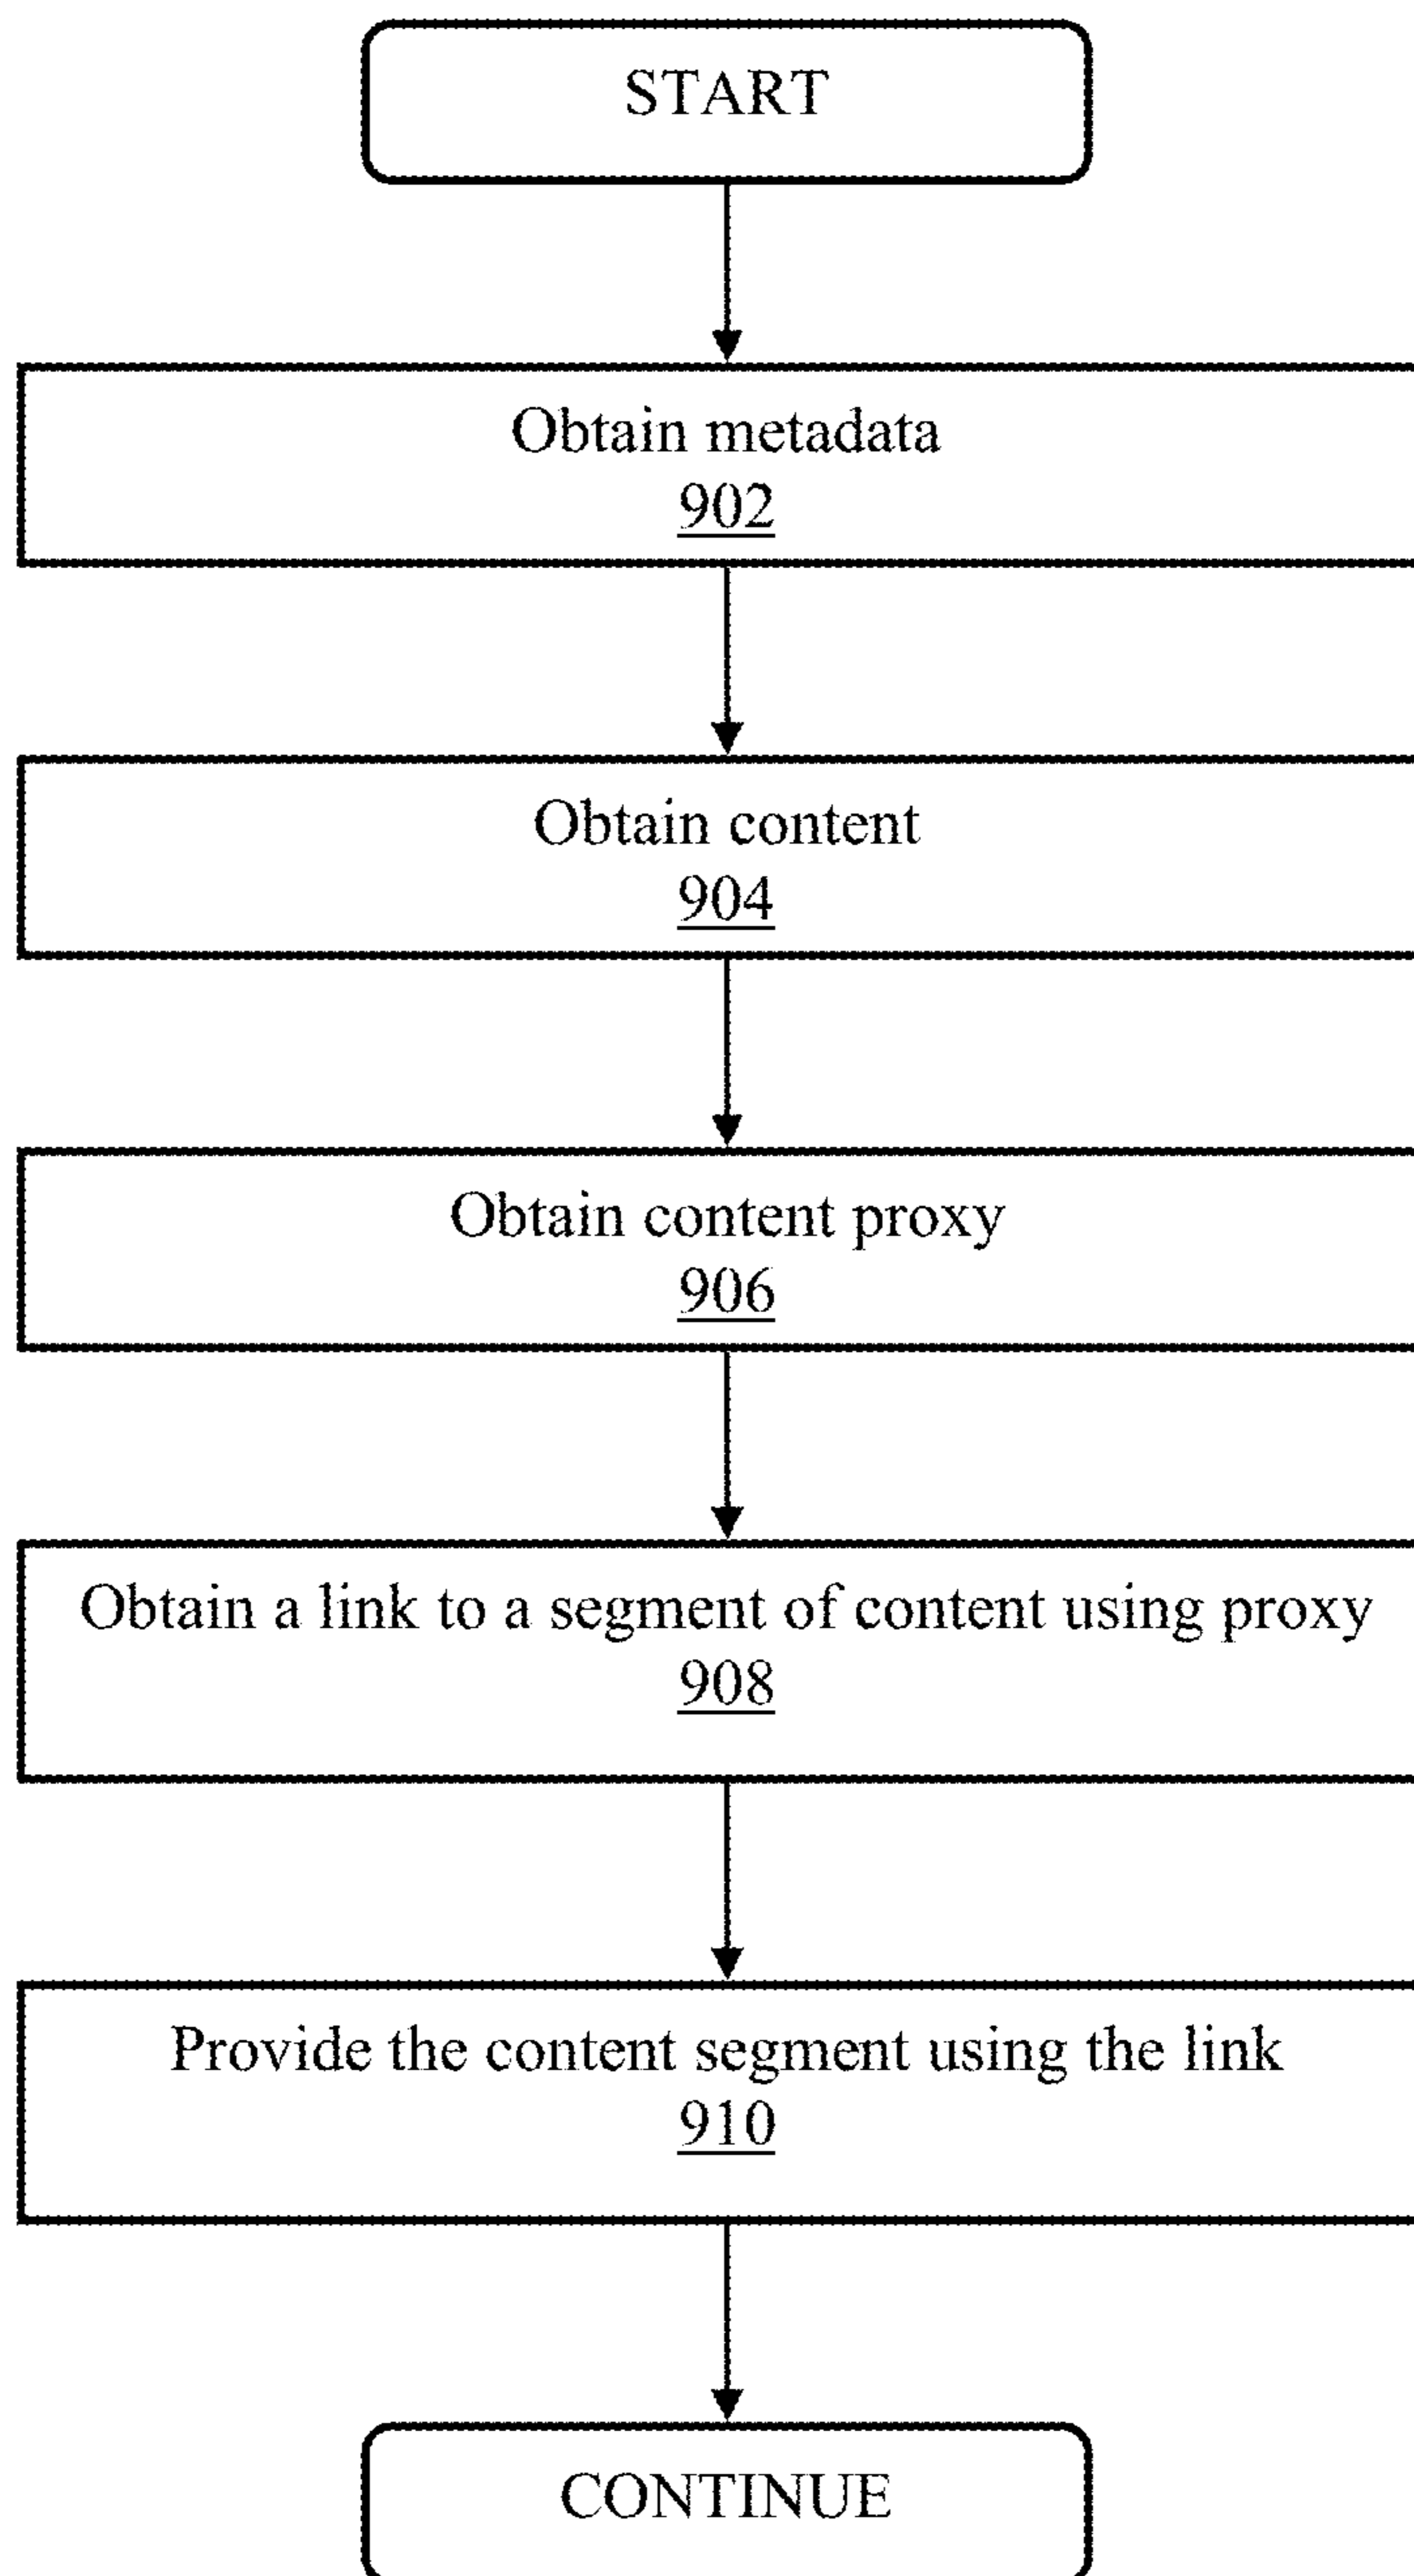 START
Obtain metadata
902
Obtain content
904
Obtain content proxy
906
Obtain a link to a segment of content using proxy
908
Provide the content segment using the link
910
CONTINUE